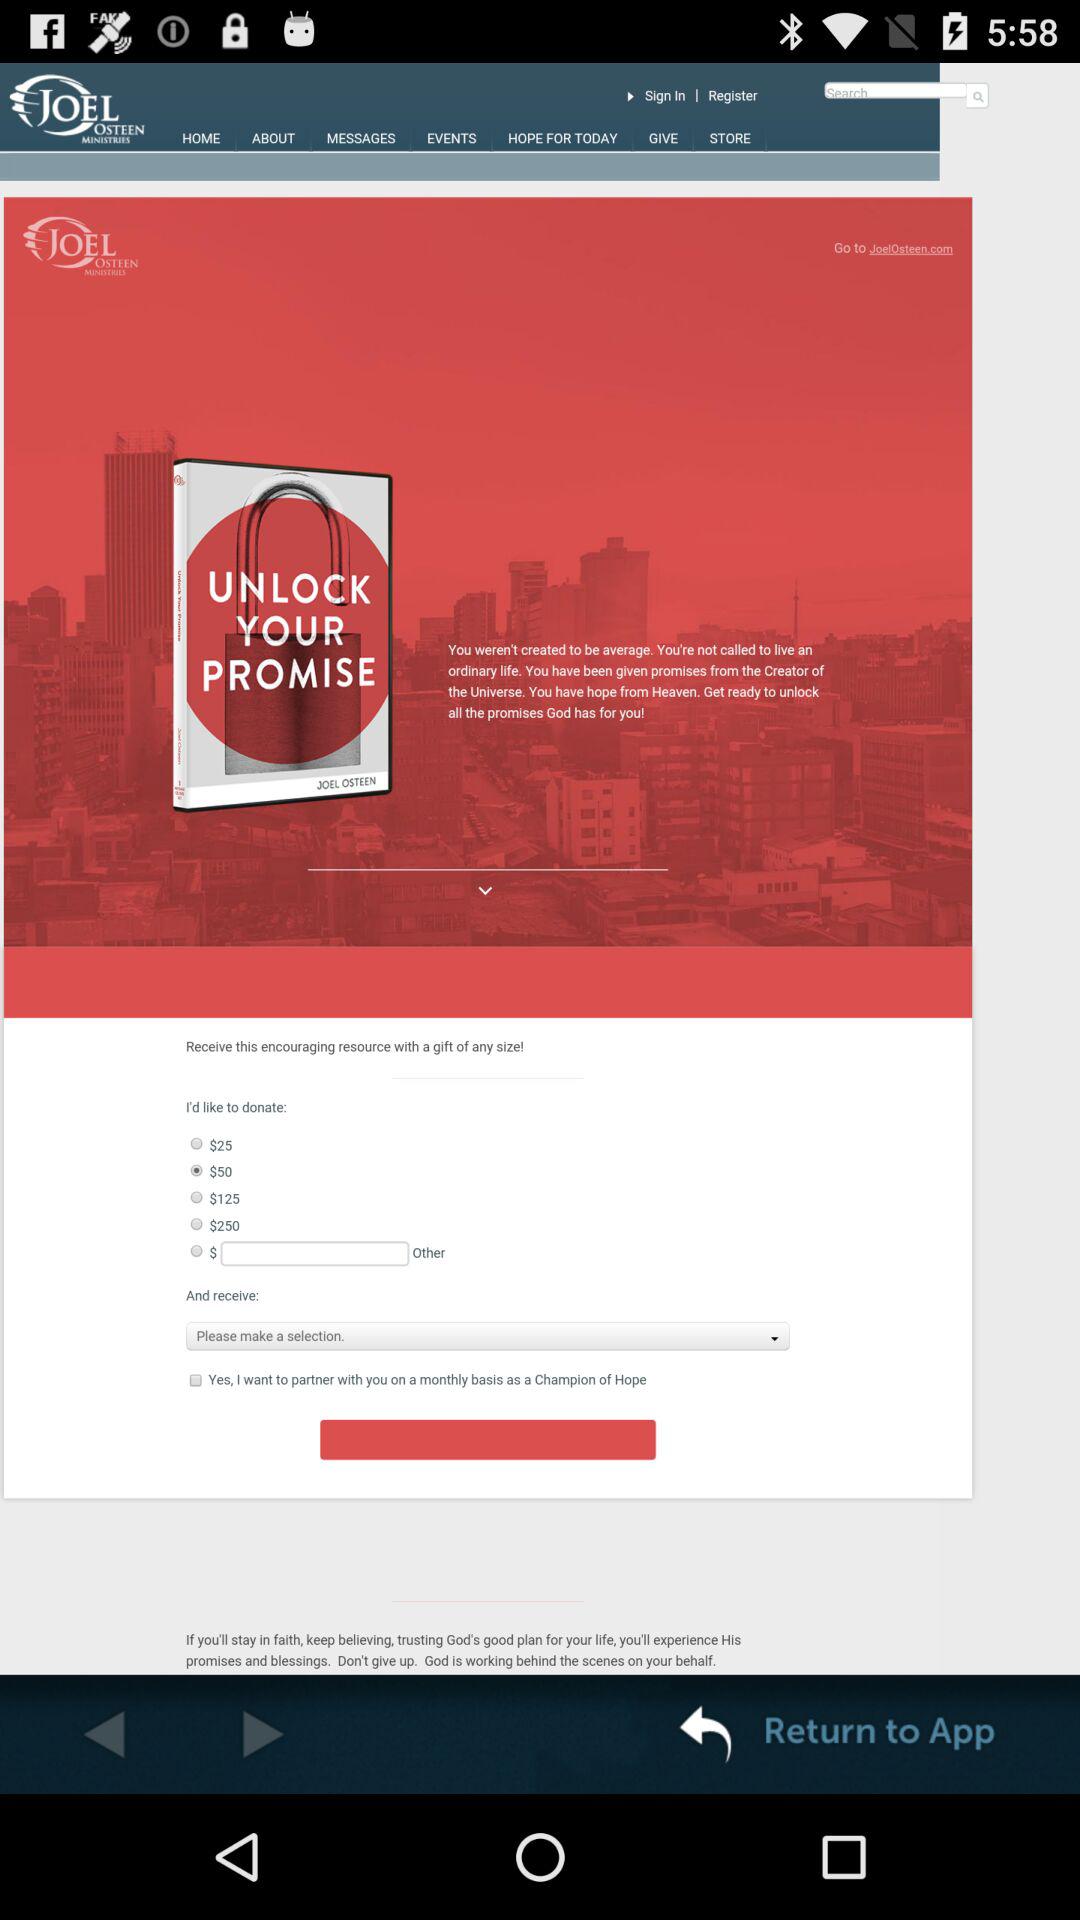 FAK
5:58
JOEL
OSTEEN
MINISTRIES
Sign In | Register
Search
HOME
ABOUT
MESSAGES
EVENTS
HOPE FOR TODAY
GIVE
STORE
JOEL
OSTEEN
MINISTRIES
Go to JoelOsteen.com
UNLOCK
YOUR
PROMISE
JOEL OSTEEN
Unlock Your Promise
Joel Osteen
You weren't created to be average. You're not called to live an
ordinary life. You have been given promises from the Creator of
the Universe. You have hope from Heaven. Get ready to unlock
all the promises God has for you!
Receive this encouraging resource with a gift of any size!
I'd like to donate:
$25
$50
$125
$250
$ Other
And receive:
Please make a selection.
Yes, I want to partner with you on a monthly basis as a Champion of Hope
If you'll stay in faith, keep believing, trusting God's good plan for your life, you'll experience His
promises and blessings.  Don't give up.  God is working behind the scenes on your behalf.
Return to App